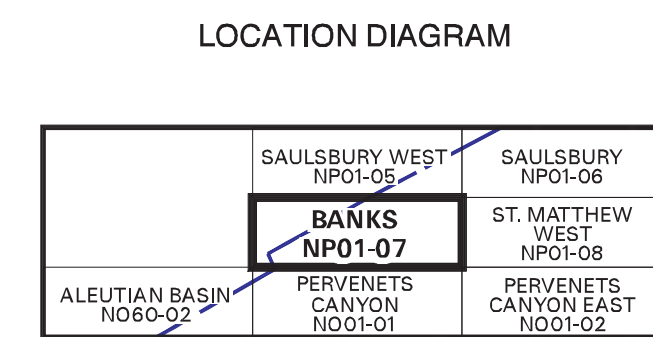 LOCATION DIAGRAM
SAULSBURY WEST
NP01-05
SAULSBURY
NP01-06
BANKS
NP01-07
ST. MATTHEW
WEST
NP01-08
ALEUTIAN BASIN
NO60-02
PERVENETS
CANYON
NO01-01
PERVENETS
CANYON EAST
NO01-02